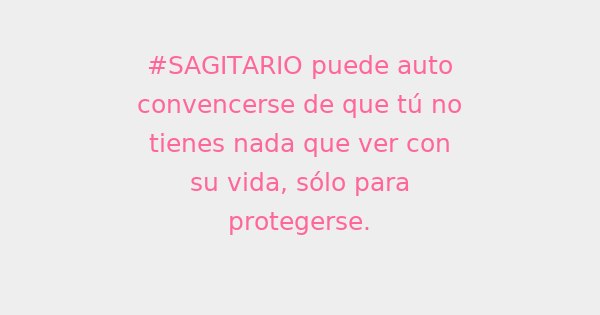 #SAGITARIO puede auto
convencerse de que tú no
tienes nada que ver con
su vida, sólo para
protegerse.